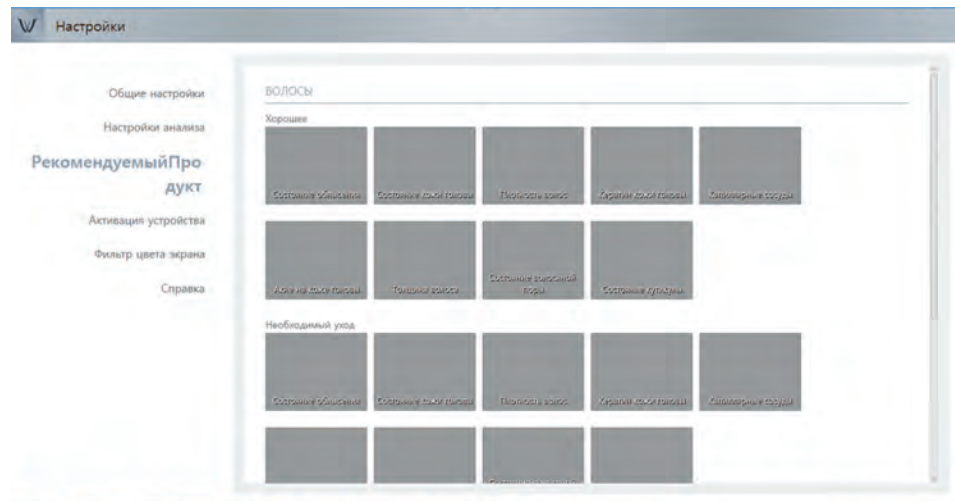 Настройки
Общие настройки
Настройки анализа
РекомендуемыйПро
дукт
Активация устройства
Фильтр цвета экрана
Справка
ВОЛОСЫ
Хорошее
Состояние облысения
Состояние кожи головы
Плотность волос
Кератин кожи головы
Капиллярные сосуды
Акне на коже головы
Толщина волоса
Состояние волосяной
поры
Состояние кутикулы
Необходимый уход
Состояние облысения
Состояние кожи головы
Плотность волос
Кератин кожи головы
Капиллярные сосуды